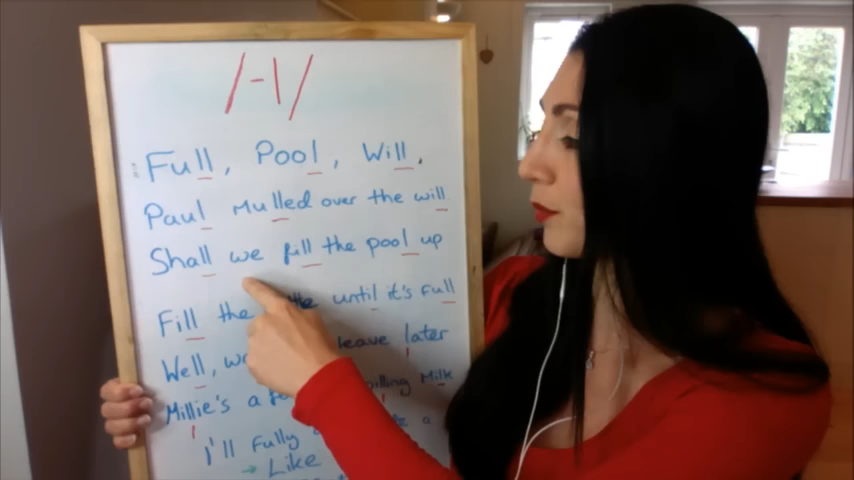 /-l/
Full, Pool, Will.
Paul Mulled over the will
Shall we fill the pool up
Fill the until it's full
Well, leave later
Millie's a Milk
I'll fully a
→ Like